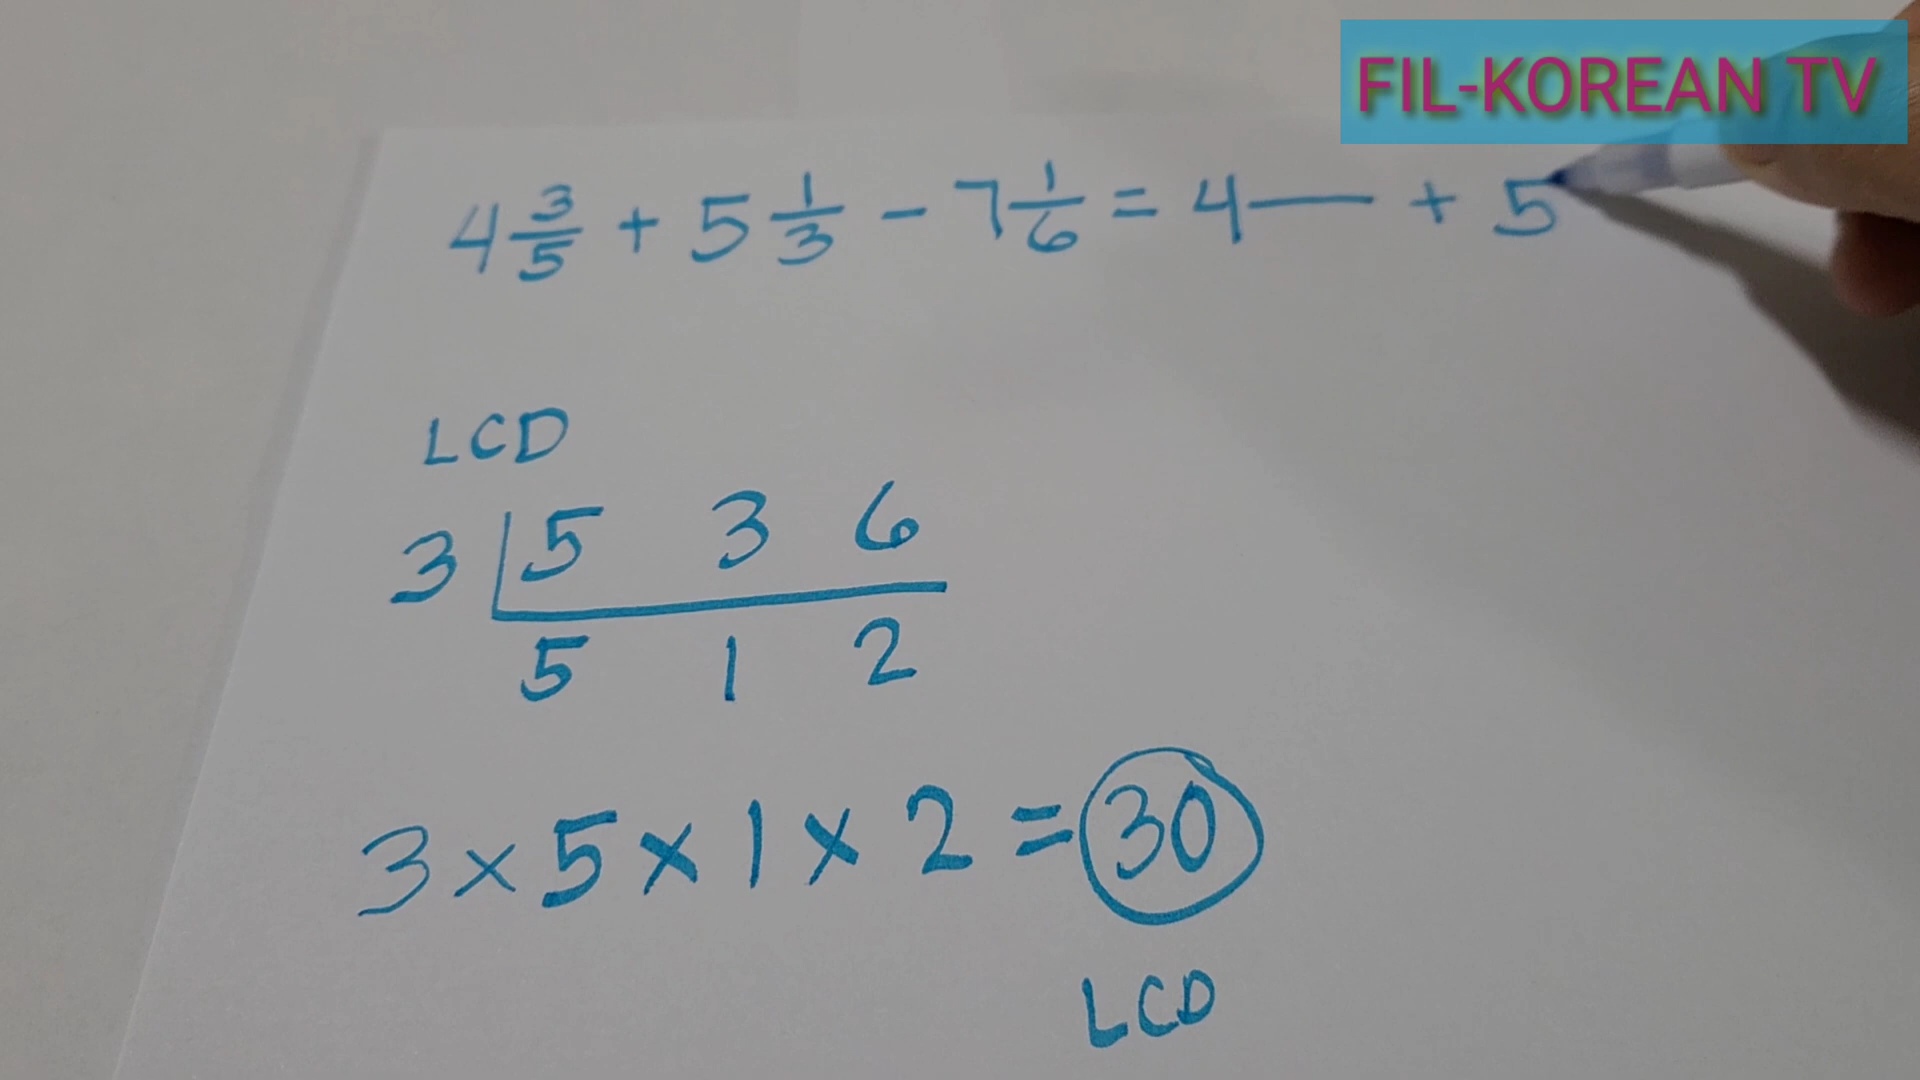 FIL-KOREAN TV
4 3/5 + 5 1/3 - 7 1/6 = 4 — + 5
LCD
3 | 5 3 6
5 1 2
3 x 5 x 1 x 2 = 30
LCD